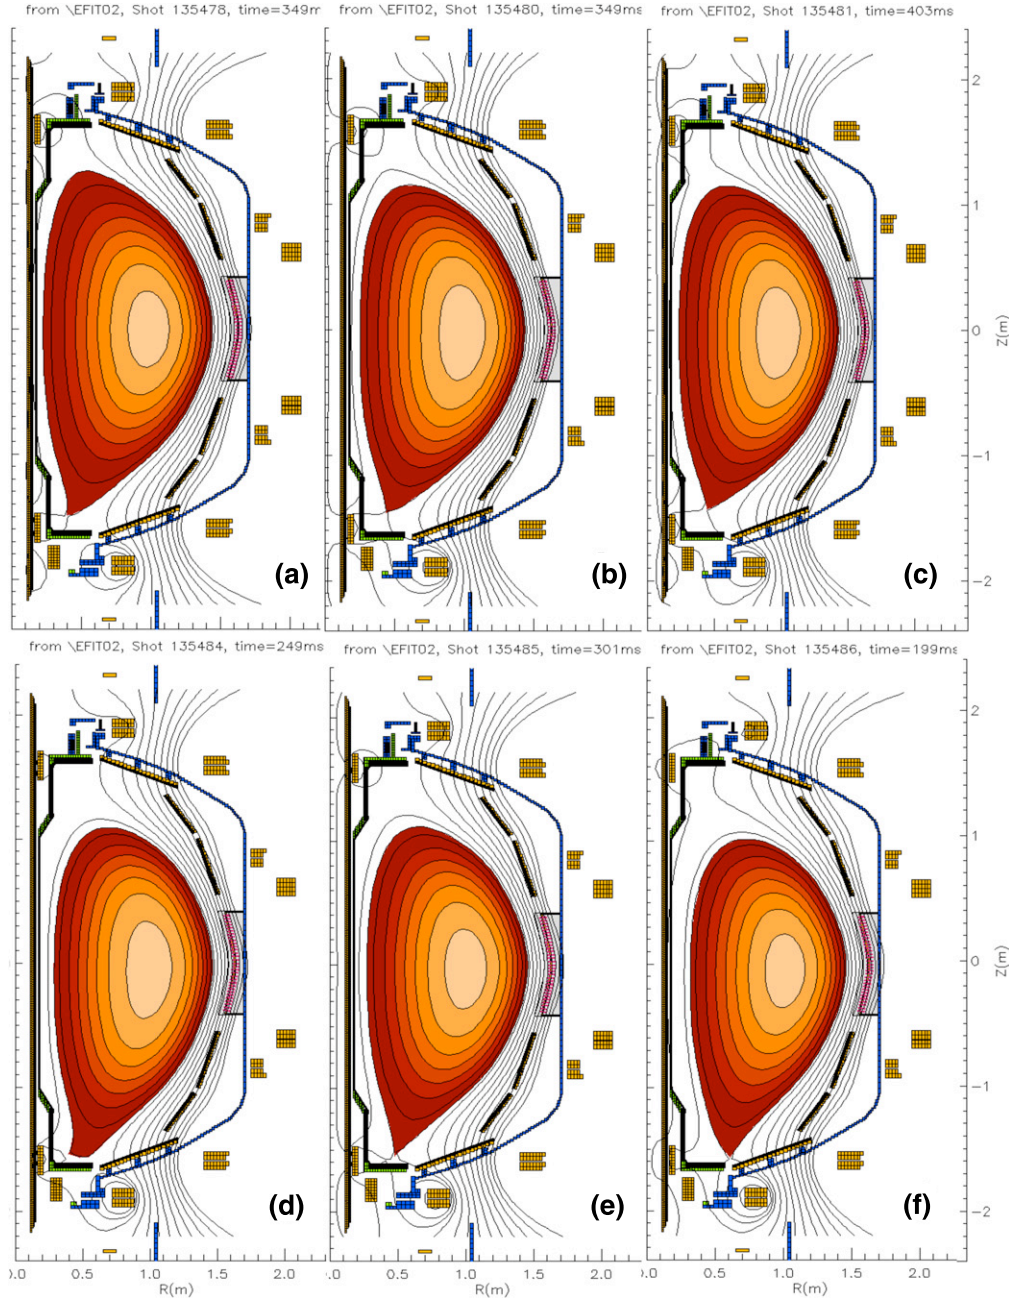 from \EFIT02, Shot 135478, time=349m
from \EFIT02, Shot 135480, time=349ms
from \EFIT02, Shot 135481, time=403ms
2
1
0
Z(m)
−1
−2
(a)
(b)
(c)
from \EFIT02, Shot 135484, time=249ms
from \EFIT02, Shot 135485, time=301ms
from \EFIT02, Shot 135486, time=199ms
2
1
0
Z(m)
−1
−2
(d)
(e)
(f)
0.5 1.0 1.5 2.0
0.5 1.0 1.5 2.0
0.5 1.0 1.5 2.0
R(m)
R(m)
R(m)